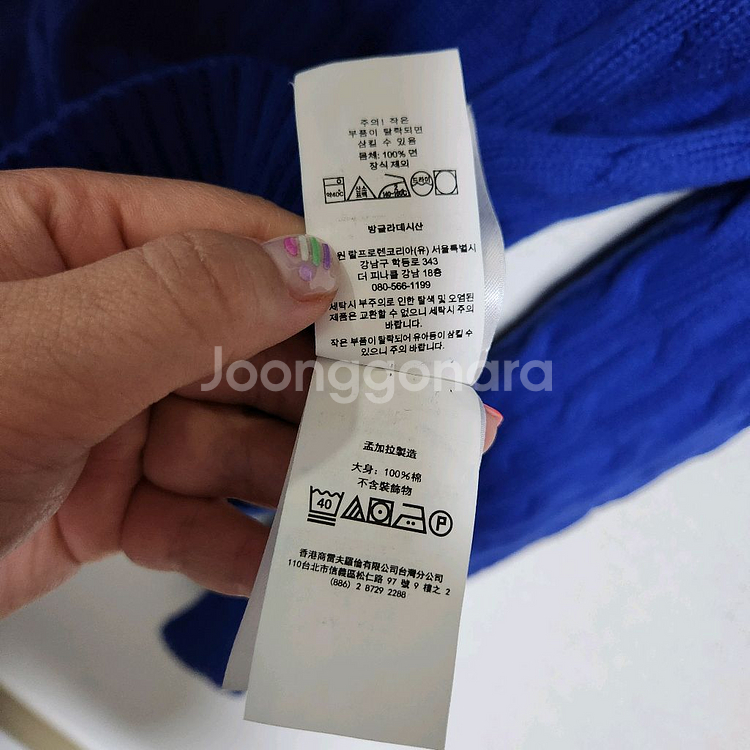 주의! 작은
부품이 탈락되면
삼킬 수 있음
몸체: 100% 면
장식 제외
약40℃
드라이
방글라데시산
랄프로렌코리아(유) 서울특별시
강남구 학동로 343
더 피나클 강남 18층
080-566-1199
세탁시 부주의로 인한 탈색 및 오염된
제품은 교환할 수 없으니 세탁시 주의
바랍니다.
작은 부품이 탈락되어 유아등이 삼킬 수
있으니 주의 바랍니다.
Joonggonara
孟加拉製造
大身: 100%棉
不含裝飾物
40
P
香港商雷夫羅倫有限公司台灣分公司
110台北市信義區松仁路 97 號 9 樓之 2
(886) 2 8729 2288